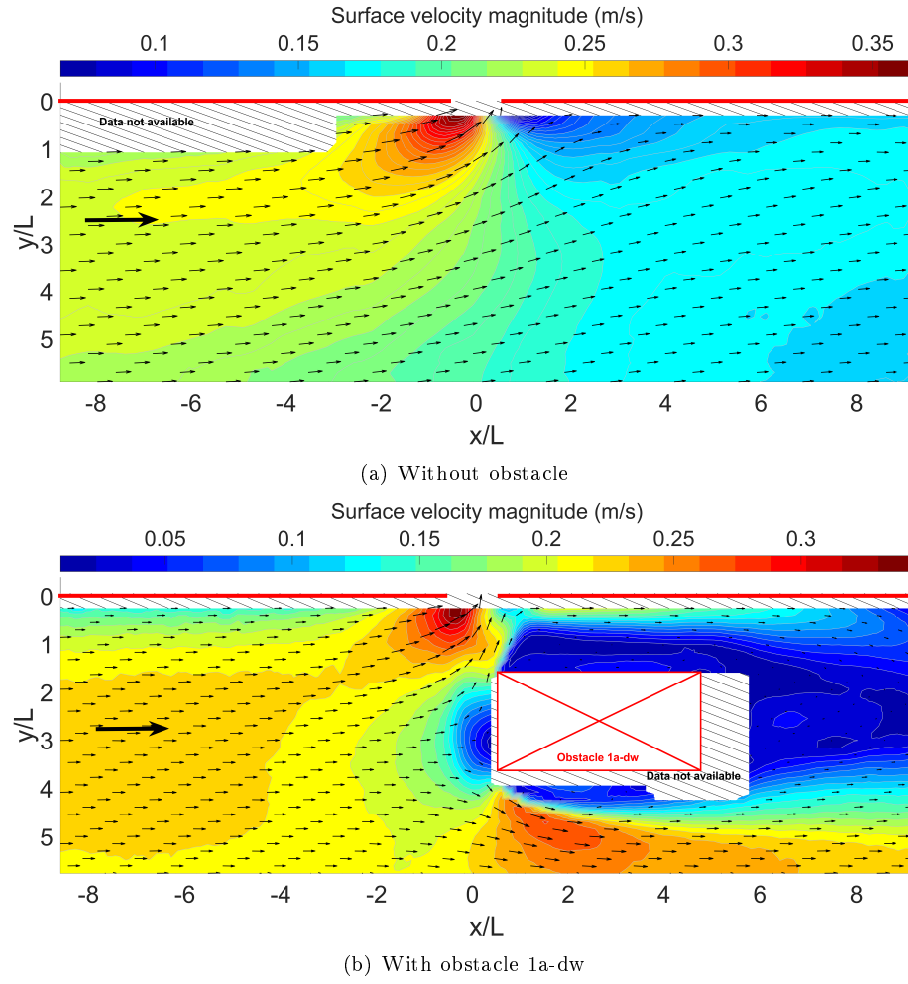 Surface velocity magnitude (m/s)
0.1 0.15 0.2 0.25 0.3 0.35
0
Data not available
1
2
y/L
3
4
5
-8 -6 -4 -2 0 2 4 6 8
x/L
(a) Without obstacle
Surface velocity magnitude (m/s)
0.05 0.1 0.15 0.2 0.25 0.3
0
1
2
y/L
3
Obstacle 1a-dw
Data not available
4
5
-8 -6 -4 -2 0 2 4 6 8
x/L
(b) With obstacle 1a-dw